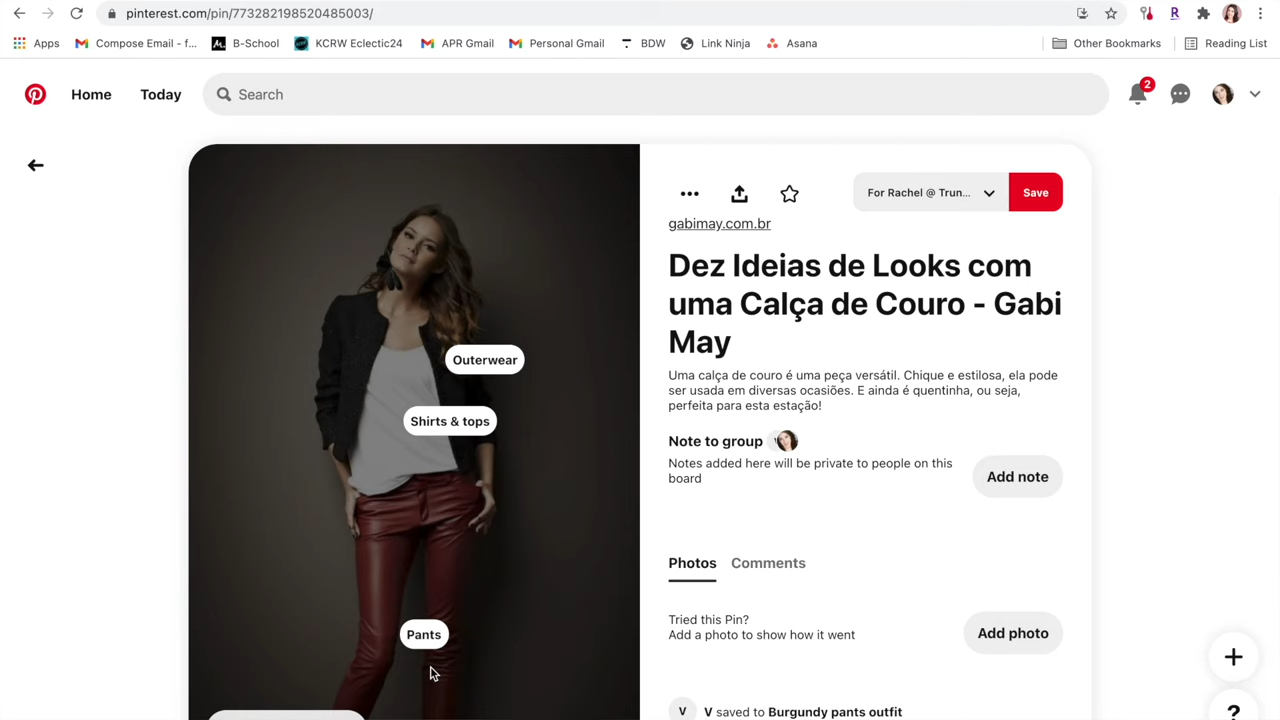 pinterest.com/pin/773282198520485003/
R
Apps
Compose Email - f...
B-School
KCRW Eclectic24
APR Gmail
Personal Gmail
BDW
Link Ninja
Asana
Other Bookmarks
Reading List
Home
Today
Search
2
For Rachel @ Trun...
Save
gabimay.com.br
Dez Ideias de Looks com
uma Calça de Couro - Gabi
May
Uma calça de couro é uma peça versátil. Chique e estilosa, ela pode
ser usada em diversas ocasiões. E ainda é quentinha, ou seja,
perfeita para esta estação!
Outerwear
Shirts & tops
Pants
Note to group
Notes added here will be private to people on this
board
Add note
Photos
Comments
Tried this Pin?
Add a photo to show how it went
Add photo
+
V
V saved to Burgundy pants outfit
?